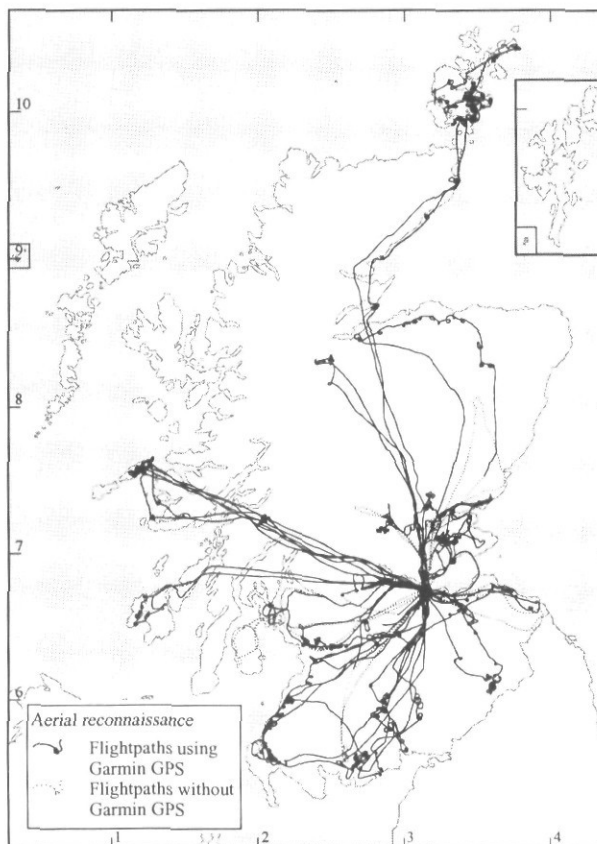 10
9
8
7
6
Aerial reconnaissance
Flightpaths using
Garmin GPS
Flightpaths without
Garmin GPS
1
2
3
4